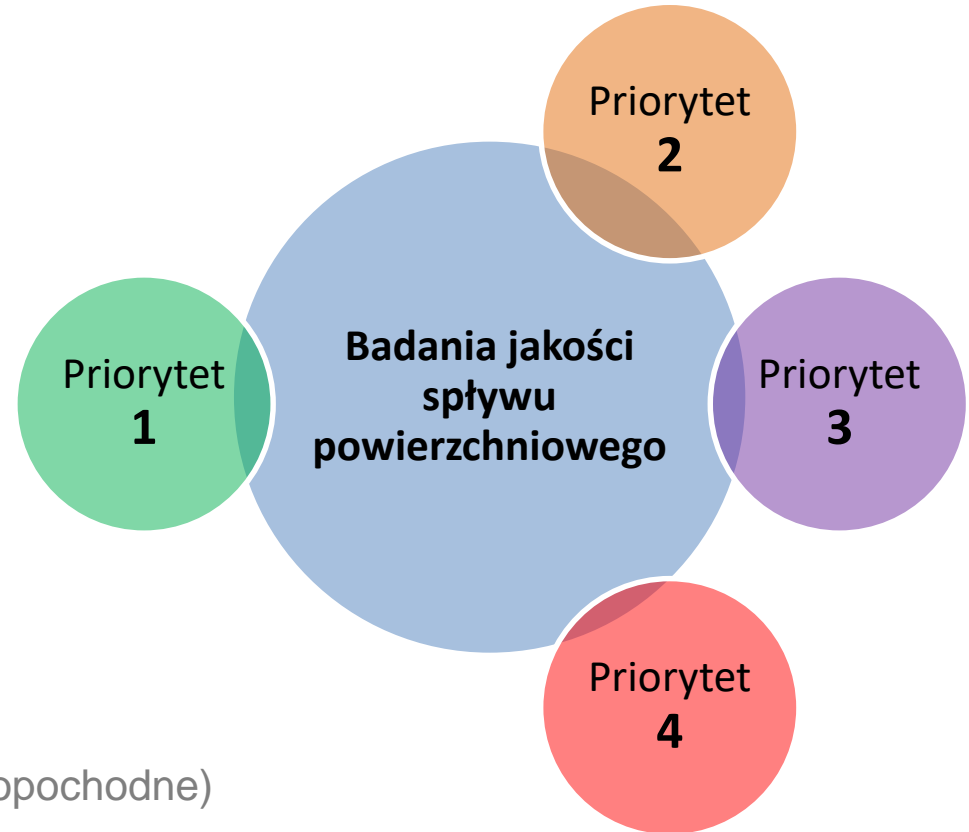 Priorytet
2
Priorytet
1
Badania jakości
spływu
powierzchniowego
Priorytet
3
Priorytet
4
opochodne)